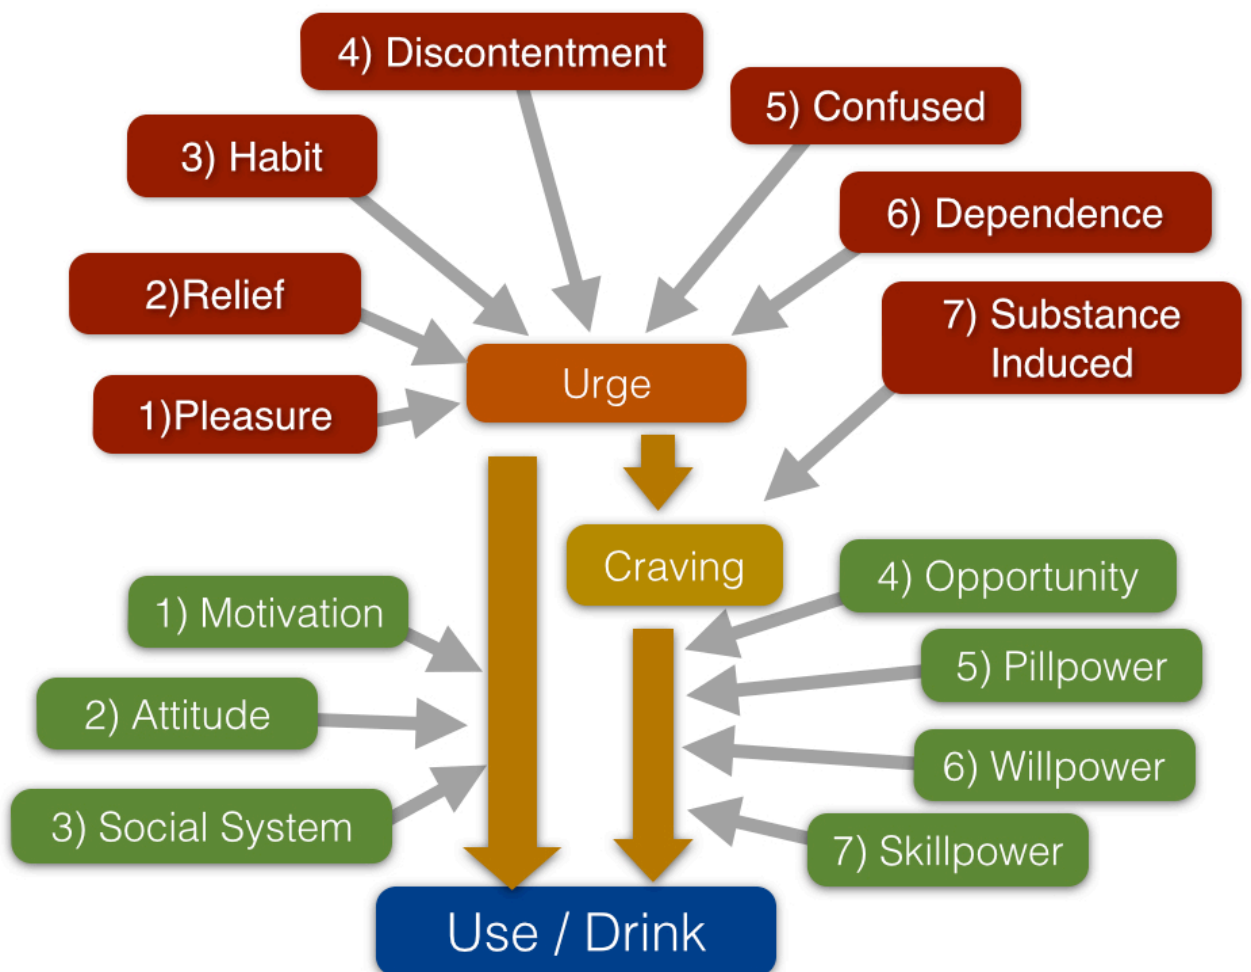 4) Discontentment
5) Confused
3) Habit
6) Dependence
2)Relief
7) Substance
Induced
Urge
1)Pleasure
Craving
4) Opportunity
1) Motivation
5) Pillpower
2) Attitude
6) Willpower
3) Social System
7) Skillpower
Use / Drink